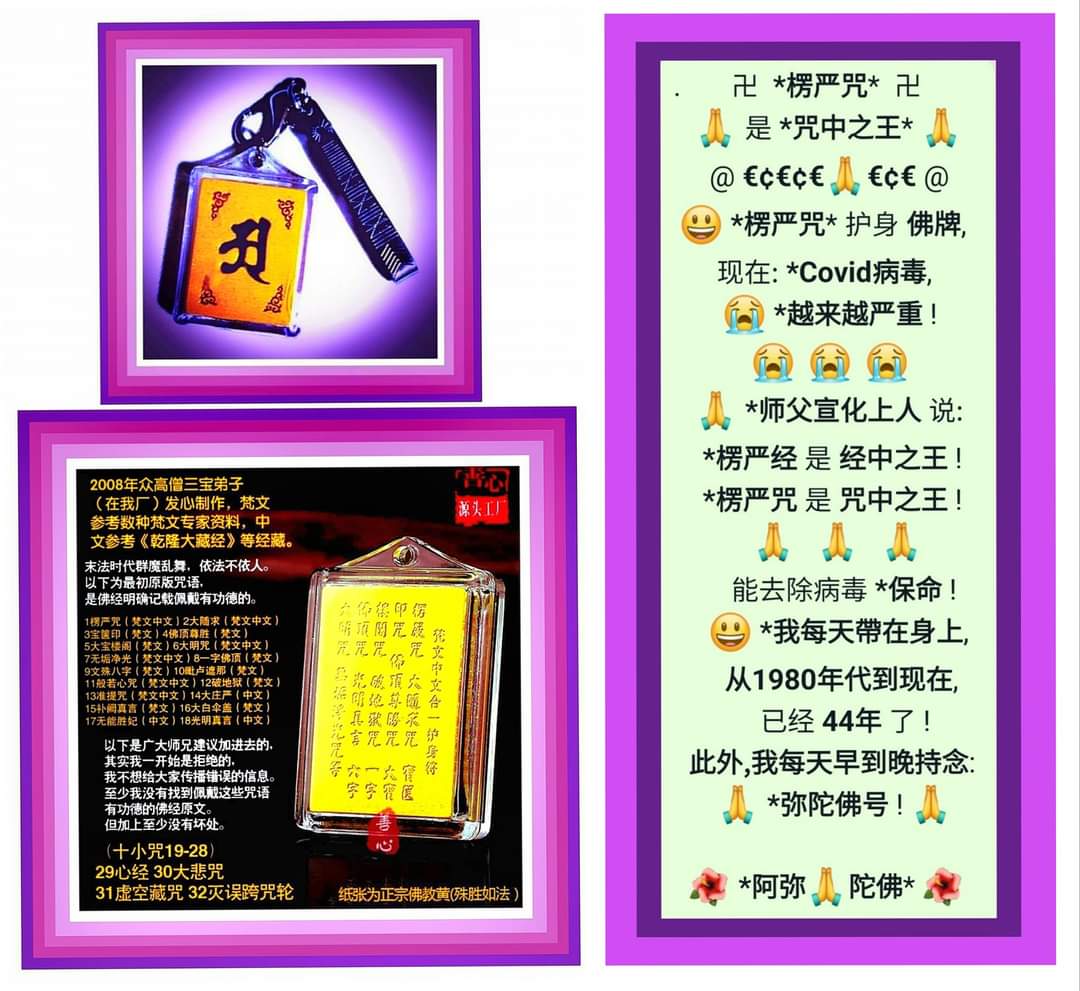 2008年众高僧三宝弟子
（在我厂）发心制作，梵文
参考数种梵文专家资料，中
文参考《乾隆大藏经》等经藏。
善心
源头工厂
末法时代群魔乱舞，依法不依人。
以下为最初原版咒语，
是佛经明确记载佩戴有功德的。
1楞严咒（梵文中文）2大随求（梵文中文）
3宝箧印（梵文）4佛顶尊胜（梵文）
5大宝楼阁（梵文）6大明咒（梵文）
7无垢净光（梵文中文）8一字佛顶（梵文）
9文殊八字（梵文）10毗卢遮那（梵文）
11般若心咒（梵文中文）12破地狱（梵文）
13准提咒（梵文中文）14大庄严（中文）
15补阙真言（梵文）16大白伞盖（梵文）
17无能胜妃（中文）18光明真言（中文）
以下是广大师兄建议加进去的，
其实我一开始是拒绝的，
我不想给大家传播错误的信息。
至少我没有找到佩戴这些咒语
有功德的佛经原文。
但加上至少没有坏处。
（十小咒19-28）
29心经 30大悲咒
31虚空藏咒 32灭误跨咒轮
梵文中文合一护身符
楞嚴咒 大隨求咒 寶篋
印咒 佛頂尊勝咒 大寶
楼閣咒 破地獄咒 一字
佛頂咒 光明真言 六字
大明咒
善心
纸张为正宗佛教黄(殊胜如法）
. 卍 *楞严咒* 卍
🙏 是 *咒中之王* 🙏
@ €¢€¢€🙏 €¢€ @
😃 *楞严咒* 护身 佛牌,
现在: *Covid病毒,
😭 *越来越严重 !
😭 😭 😭
🙏 *师父宣化上人 说:
*楞严经 是 经中之王 !
*楞严咒 是 咒中之王 !
🙏 🙏 🙏
能去除病毒 *保命 !
😃 *我每天帶在身上,
从1980年代到现在,
已经 44年 了 !
此外,我每天早到晚持念:
🙏 *弥陀佛号 ! 🙏
🌺 *阿弥🙏 陀佛* 🌺